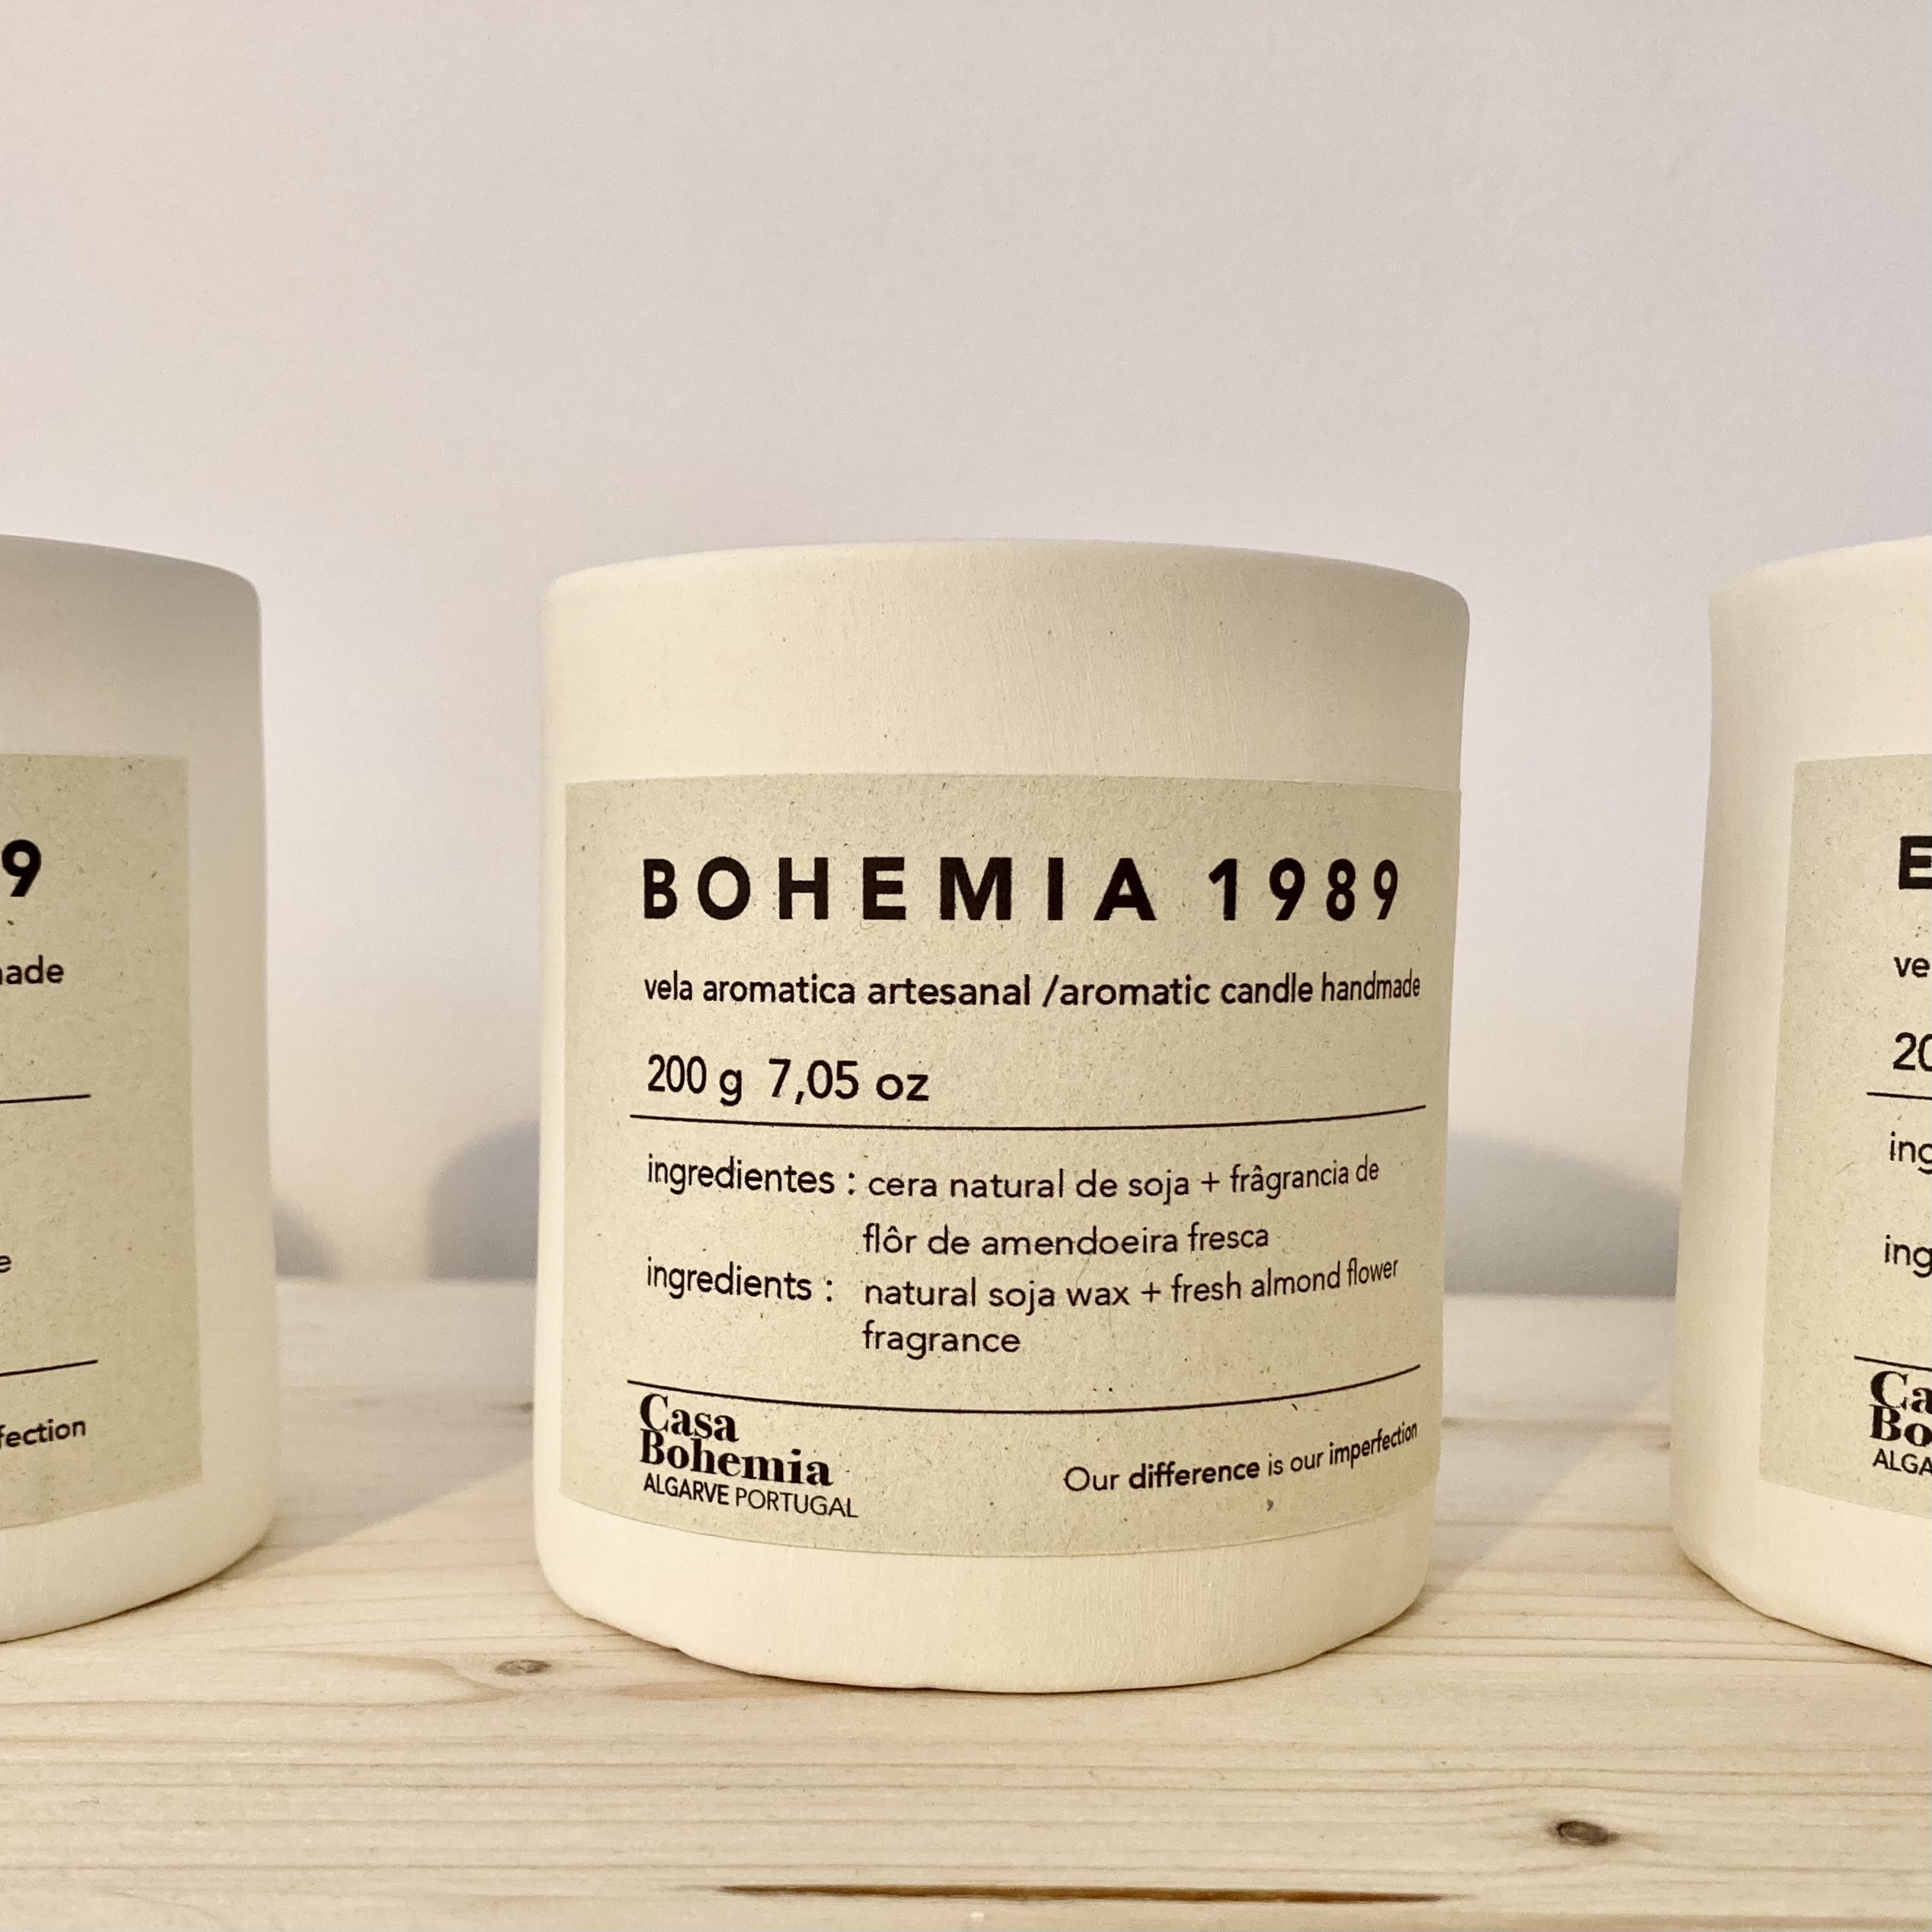 BOHEMIA 1989
vela aromatica artesanal /aromatic candle handmade
200 g 7,05 oz
ingredientes : cera natural de soja + frâgrancia de
flôr de amendoeira fresca
ingredients : natural soja wax + fresh almond flower
fragrance
Casa
Bohemia
ALGARVE PORTUGAL
Our difference is our imperfection